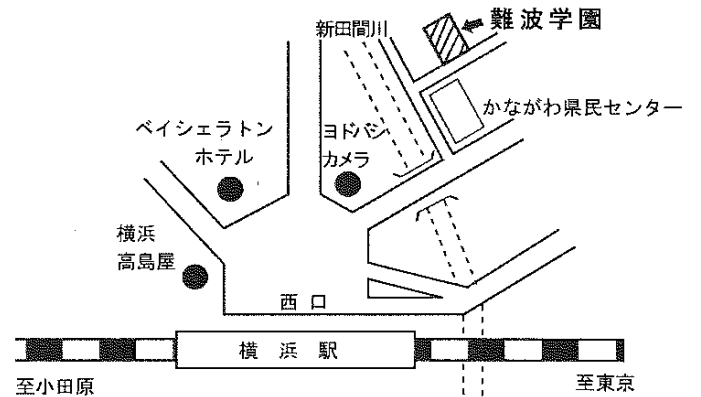 新田間川
難波学園
かながわ県民センター
ベイシェラトン
ホテル
ヨドバシ
カメラ
横浜
高島屋
西口
横浜駅
至小田原
至東京